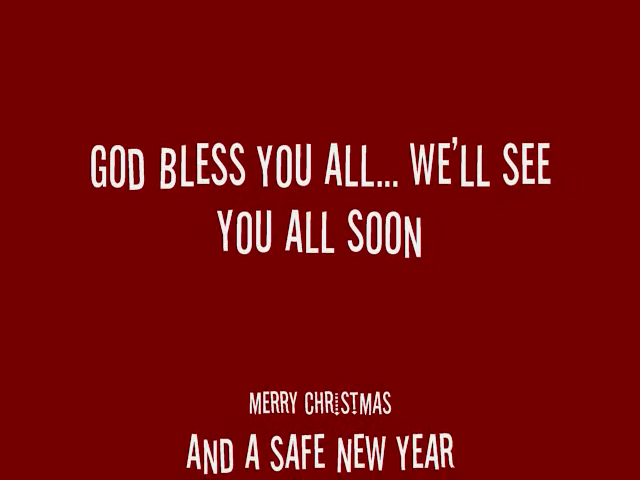 GOD BLESS YOU ALL... WE'LL SEE
YOU ALL SOON
MERRY CHRISTMAS
AND A SAFE NEW YEAR